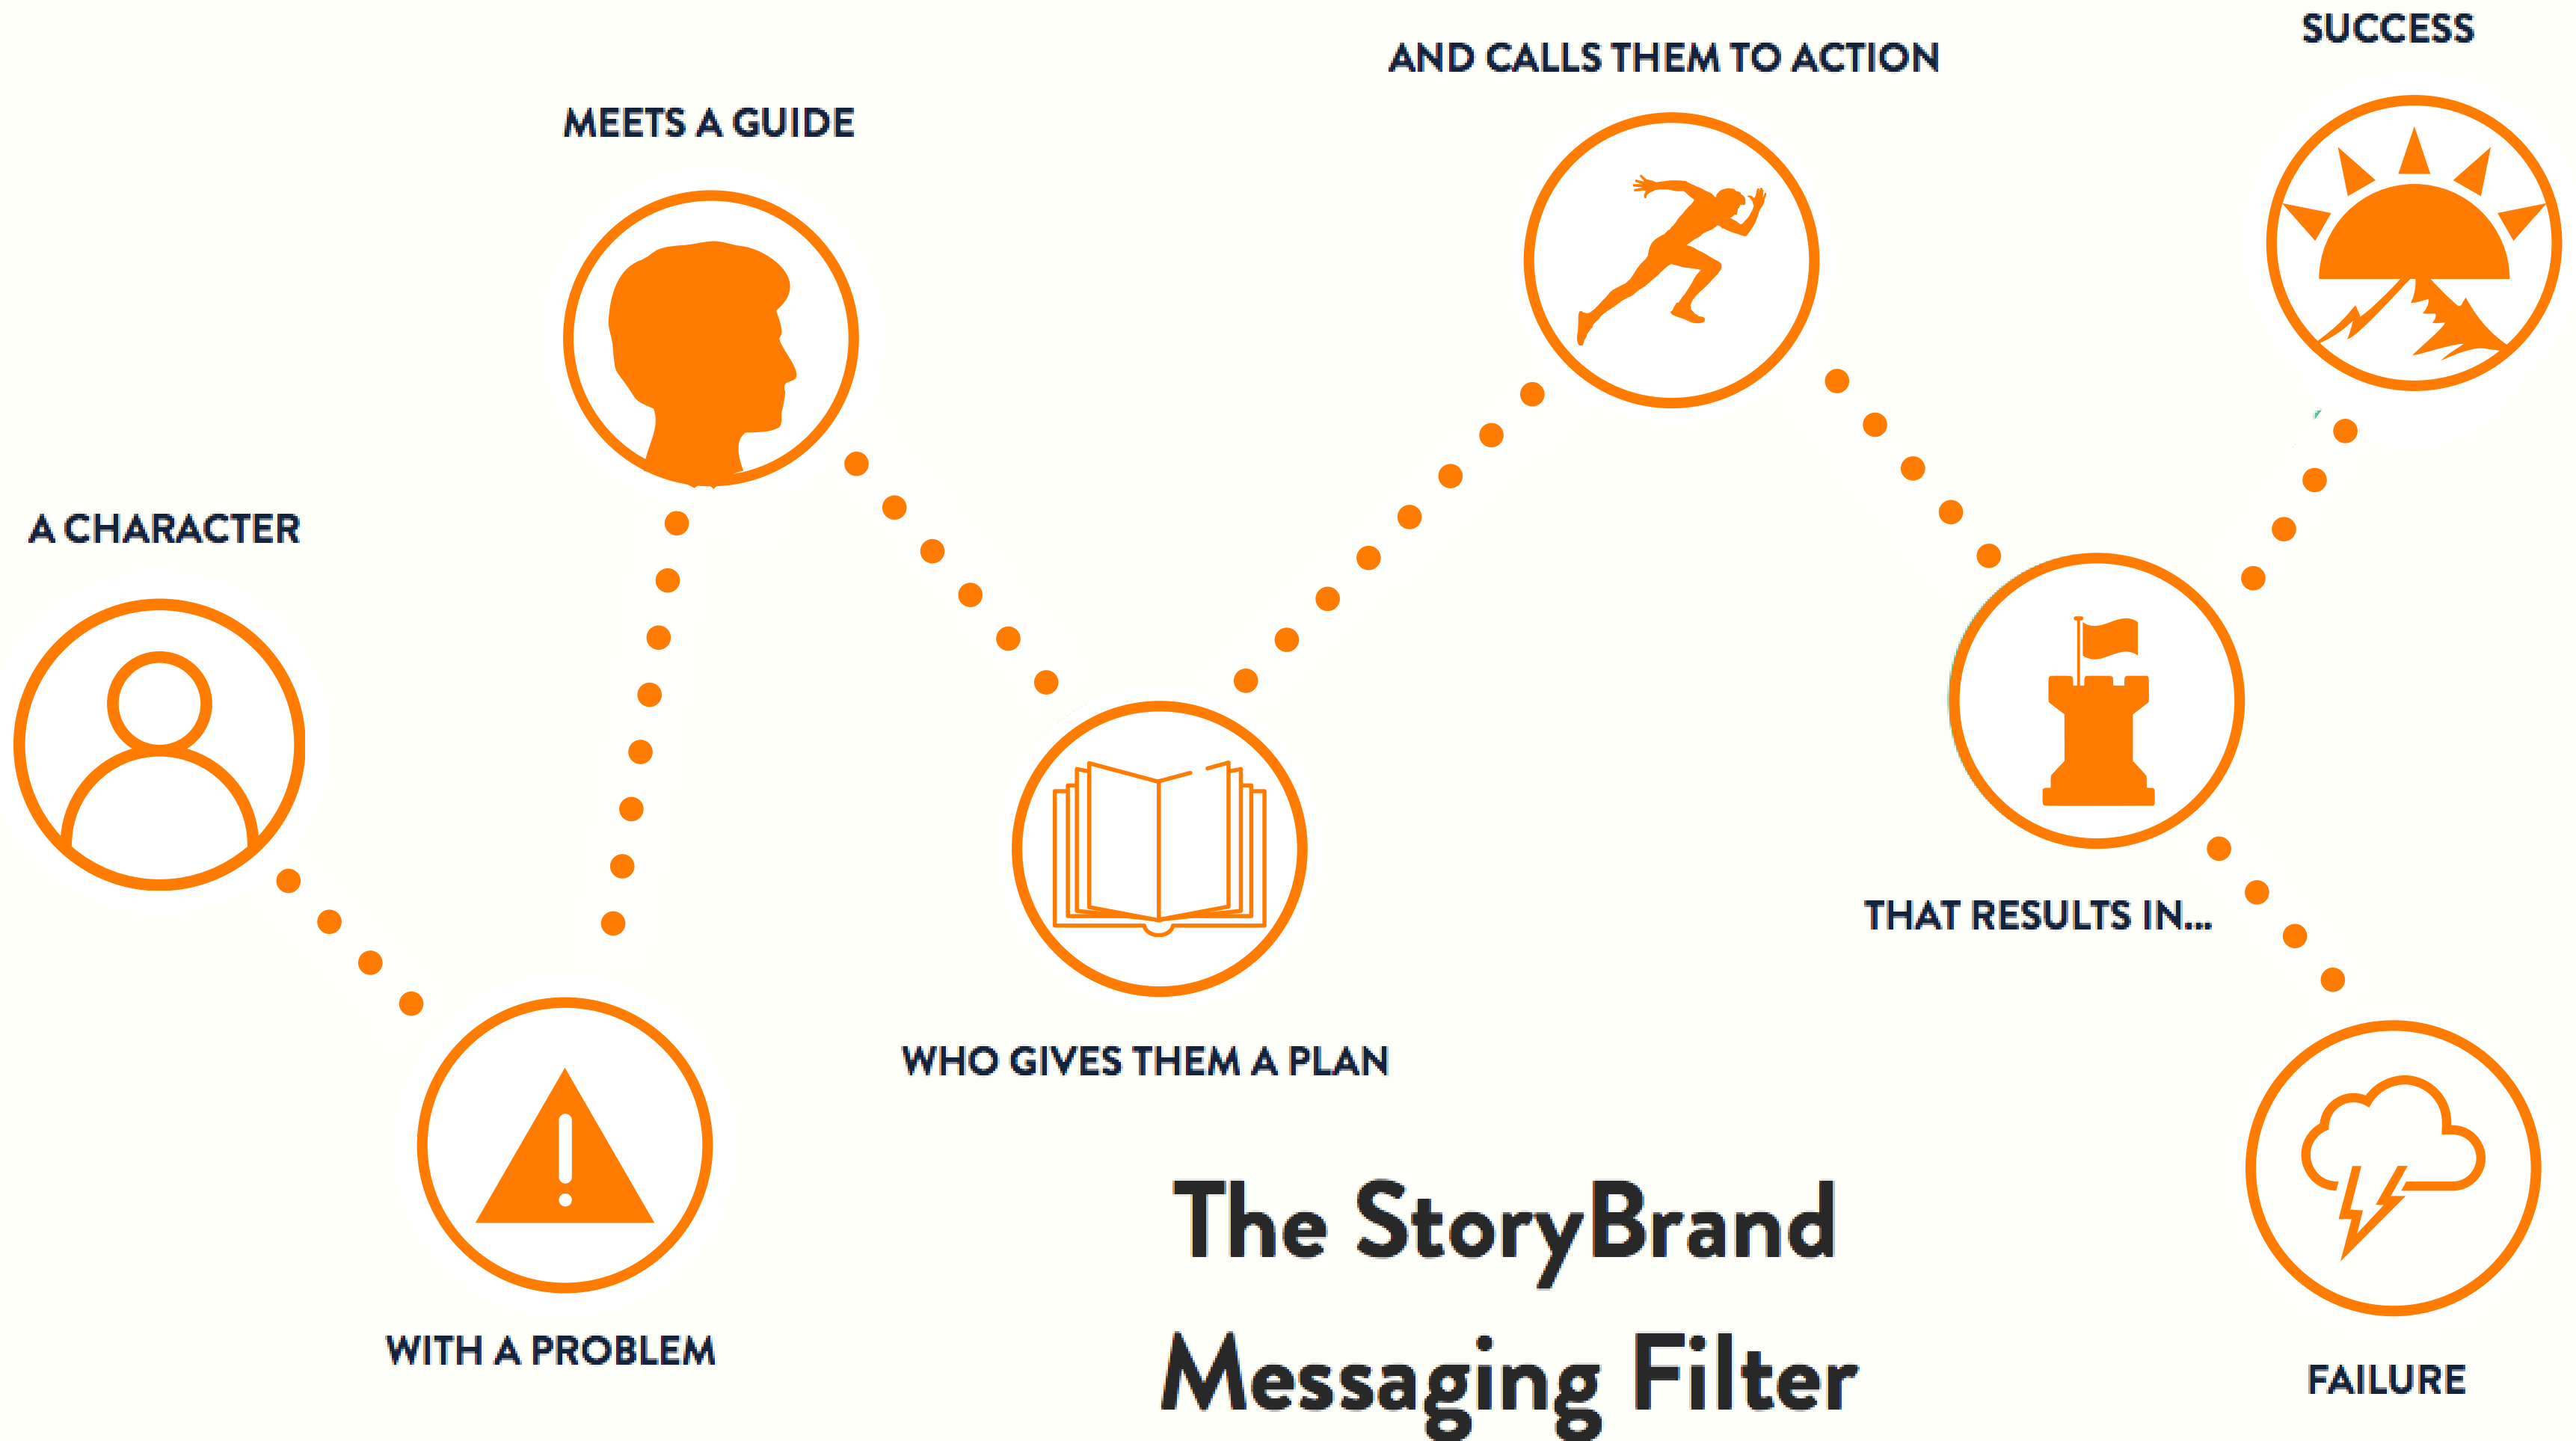 A CHARACTER
WITH A PROBLEM
MEETS A GUIDE
WHO GIVES THEM A PLAN
AND CALLS THEM TO ACTION
THAT RESULTS IN...
SUCCESS
FAILURE
The StoryBrand
Messaging Filter